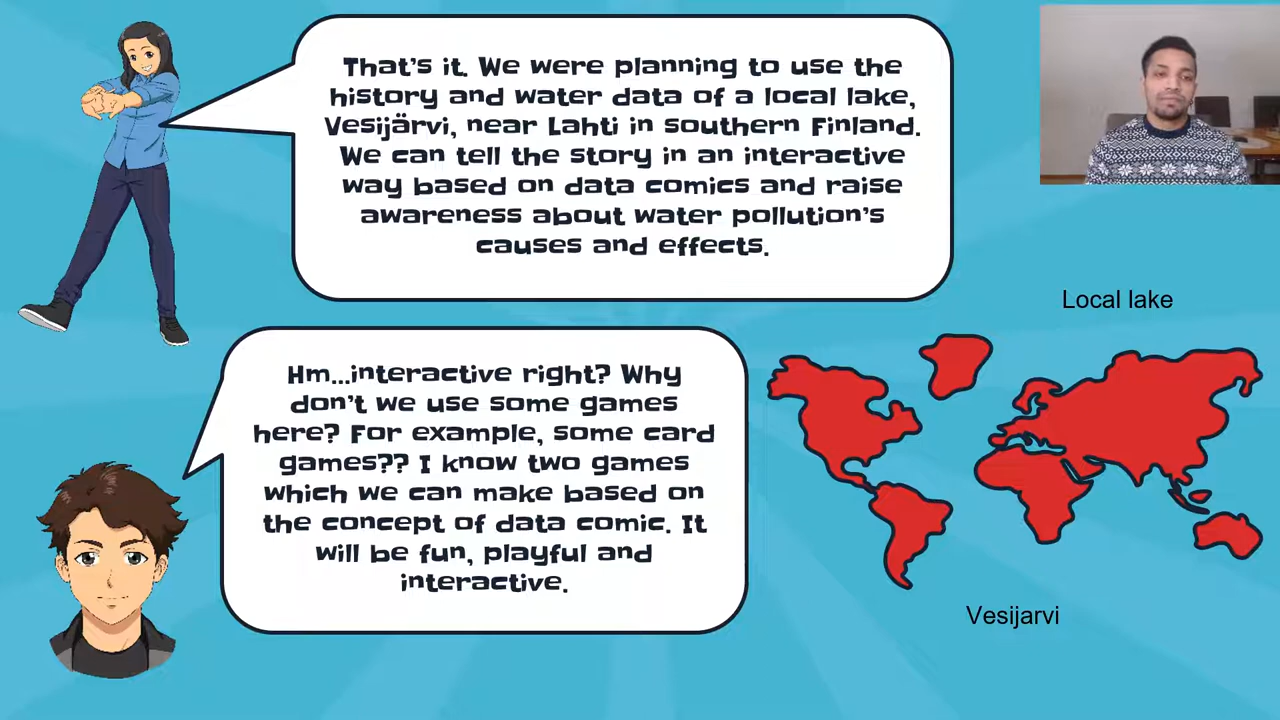 That's it. We were planning to use the
history and water data of a local lake,
Vesijärvi, near Lahti in southern Finland.
We can tell the story in an interactive
way based on data comics and raise
awareness about water pollution's
causes and effects.
Local lake
Hm...interactive right? Why
don't we use some games
here? For example, some card
games?? I know two games
which we can make based on
the concept of data comic. It
will be fun, playful and
interactive.
Vesijarvi